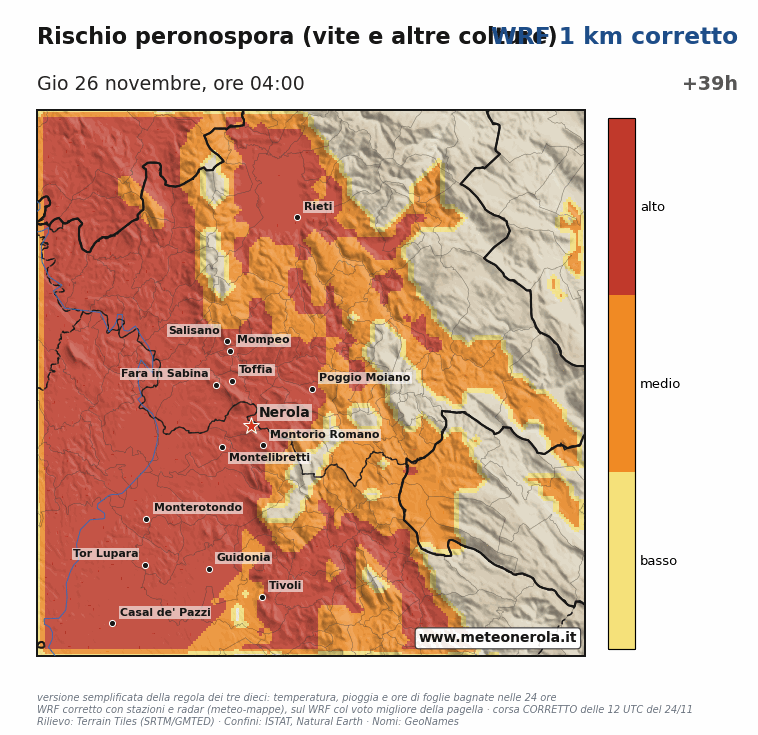 Rischio peronospora (vite e altre colture)
WRF 1 km corretto
Gio 26 novembre, ore 04:00
+39h
alto
Rieti
Salisano
Mompeo
Toffia
Fara in Sabina
Poggio Moiano
medio
Nerola
Montorio Romano
Montelibretti
Monterotondo
Tor Lupara
Guidonia
basso
Tivoli
Casal de' Pazzi
www.meteonerola.it
versione semplificata della regola dei tre dieci: temperatura, pioggia e ore di foglie bagnate nelle 24 ore
WRF corretto con stazioni e radar (meteo-mappe), sul WRF col voto migliore della pagella · corsa CORRETTO delle 12 UTC del 24/11
Rilievo: Terrain Tiles (SRTM/GMTED) · Confini: ISTAT, Natural Earth · Nomi: GeoNames